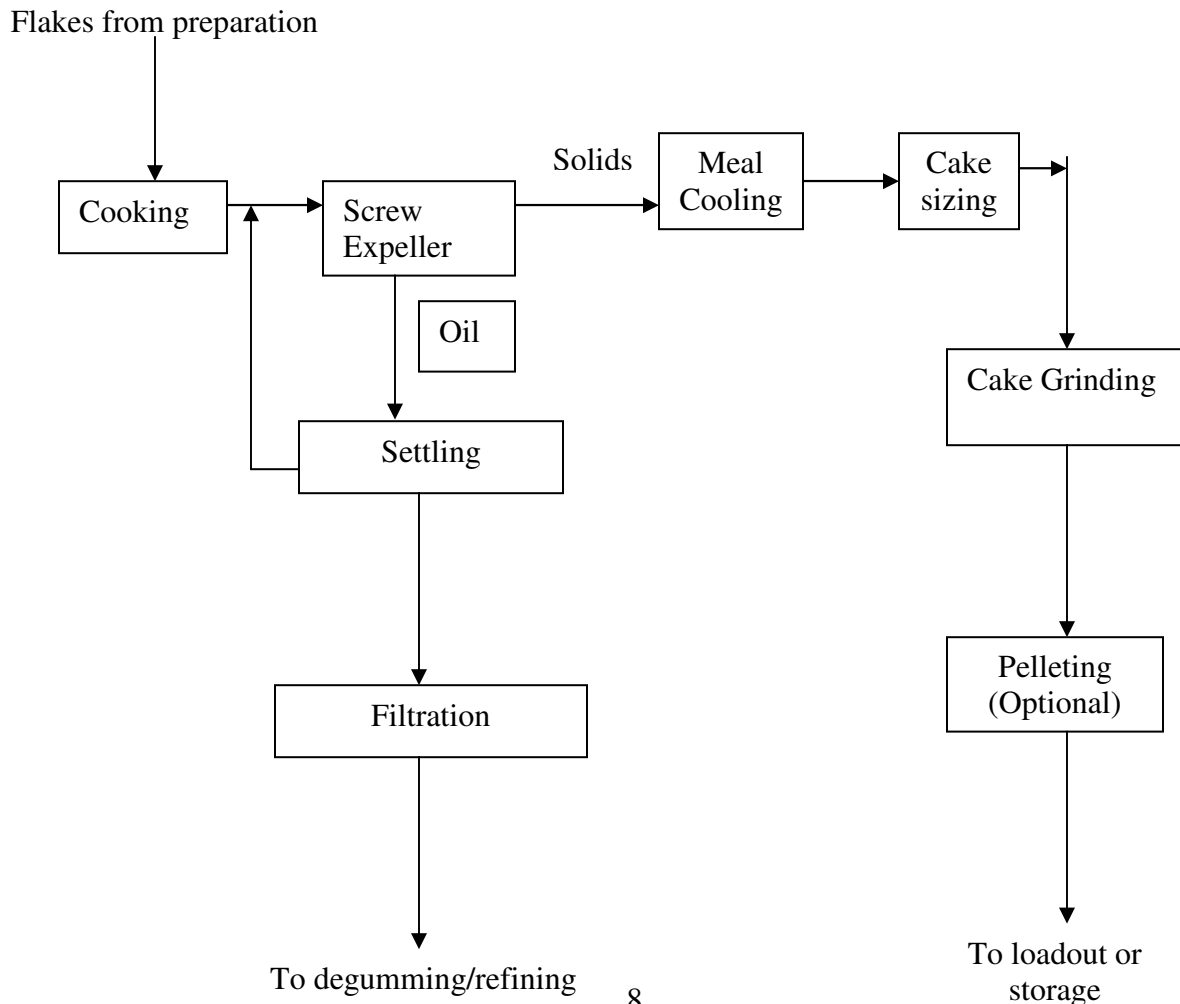 Flakes from preparation
Cooking
Screw
Expeller
Solids
Meal
Cooling
Cake
sizing
Oil
Cake Grinding
Settling
Pelleting
(Optional)
Filtration
To degumming/refining
To loadout or
storage
8